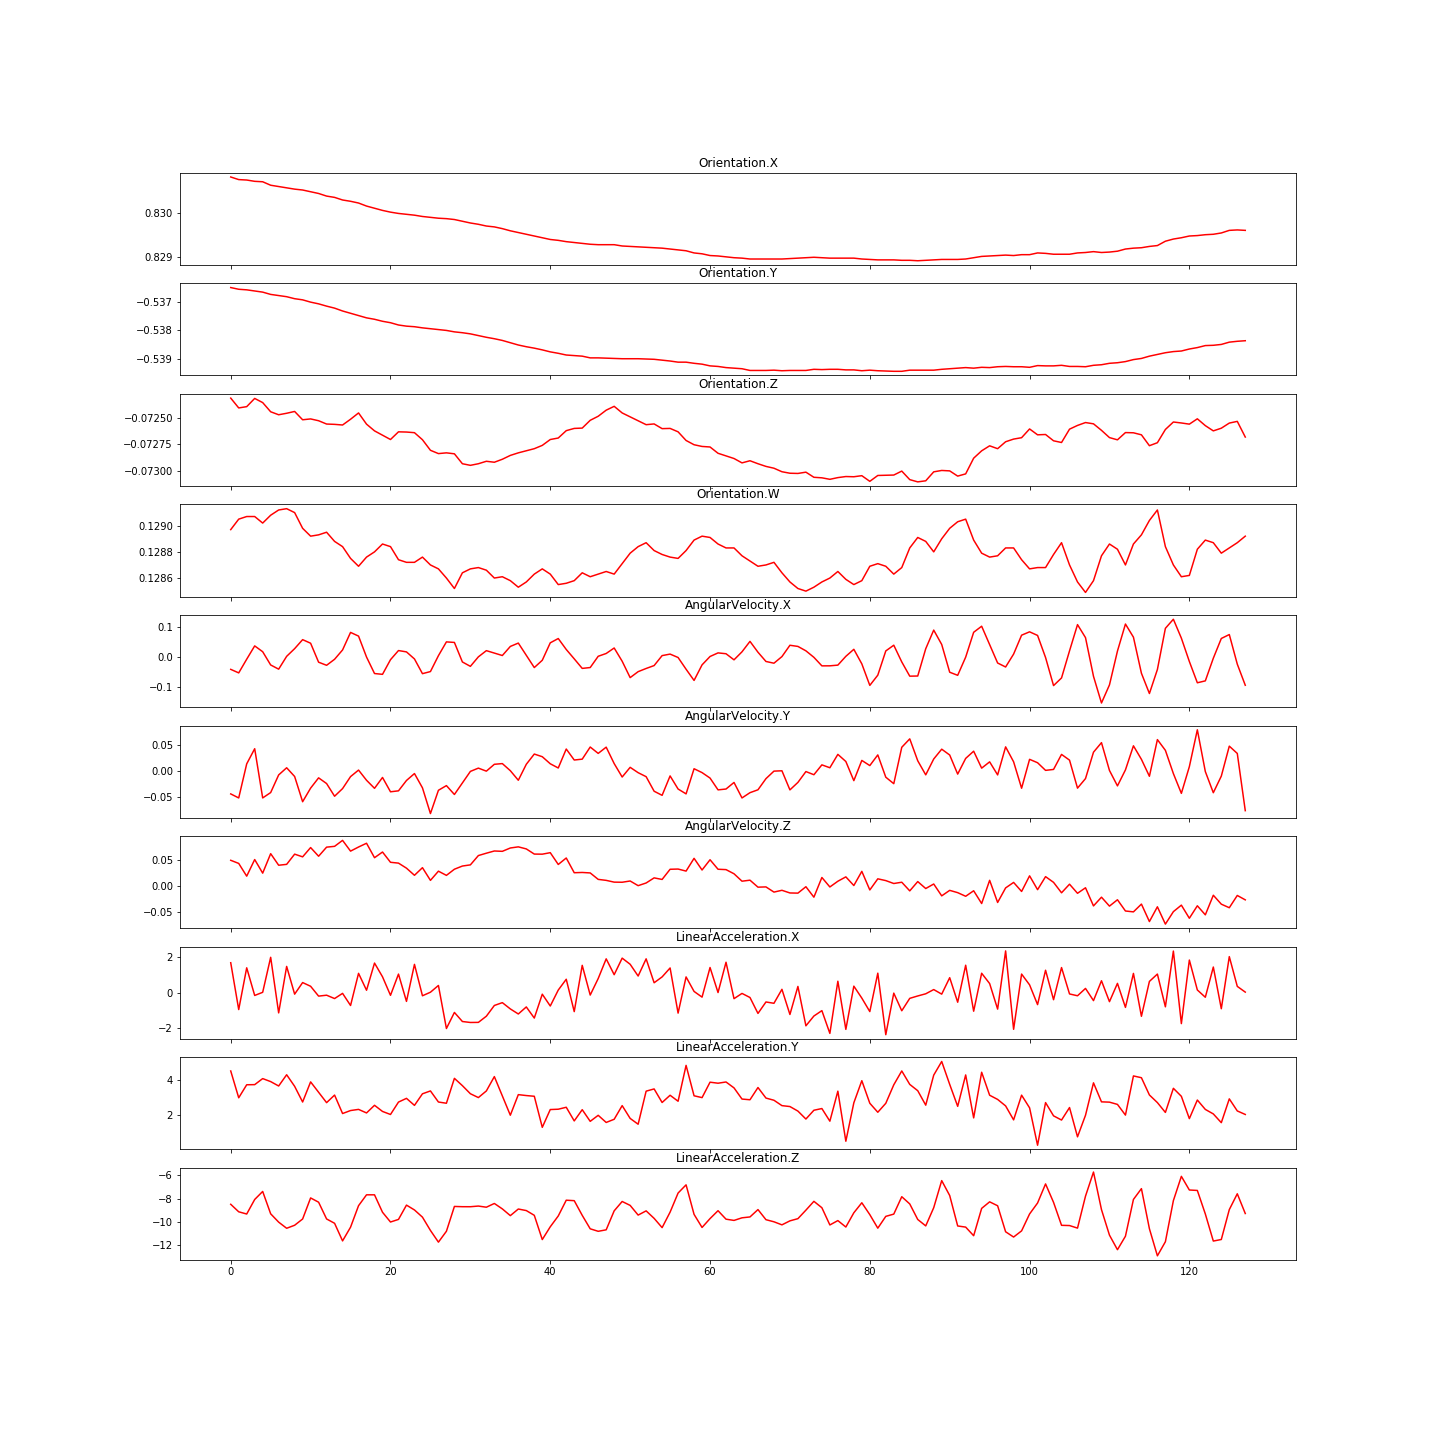 Orientation.X
0.830
0.829
Orientation.Y
−0.537
−0.538
−0.539
Orientation.Z
−0.07250
−0.07275
−0.07300
Orientation.W
0.1290
0.1288
0.1286
AngularVelocity.X
0.1
0.0
−0.1
AngularVelocity.Y
0.05
0.00
−0.05
AngularVelocity.Z
0.05
0.00
−0.05
LinearAcceleration.X
2
0
−2
LinearAcceleration.Y
4
2
LinearAcceleration.Z
−6
−8
−10
−12
0 20 40 60 80 100 120